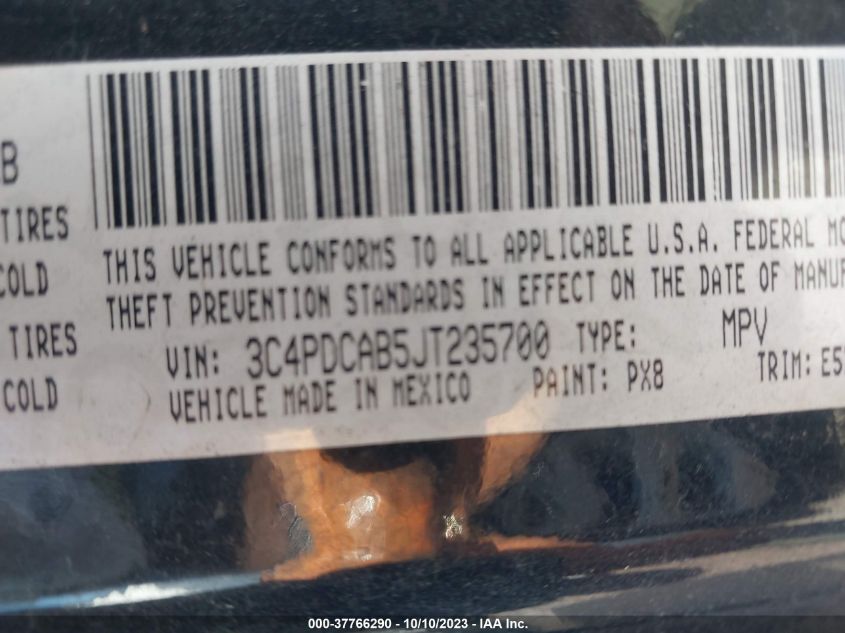 B
TIRES
COLD
TIRES
COLD
THIS VEHICLE CONFORMS TO ALL APPLICABLE U.S.A. FEDERAL MO
THEFT PREVENTION STANDARDS IN EFFECT ON THE DATE OF MANUF
VIN: 3C4PDCAB5JT235700 TYPE: MPV
VEHICLE MADE IN MEXICO PAINT: PX8 TRIM: E5
000-37766290 - 10/10/2023 - IAA Inc.